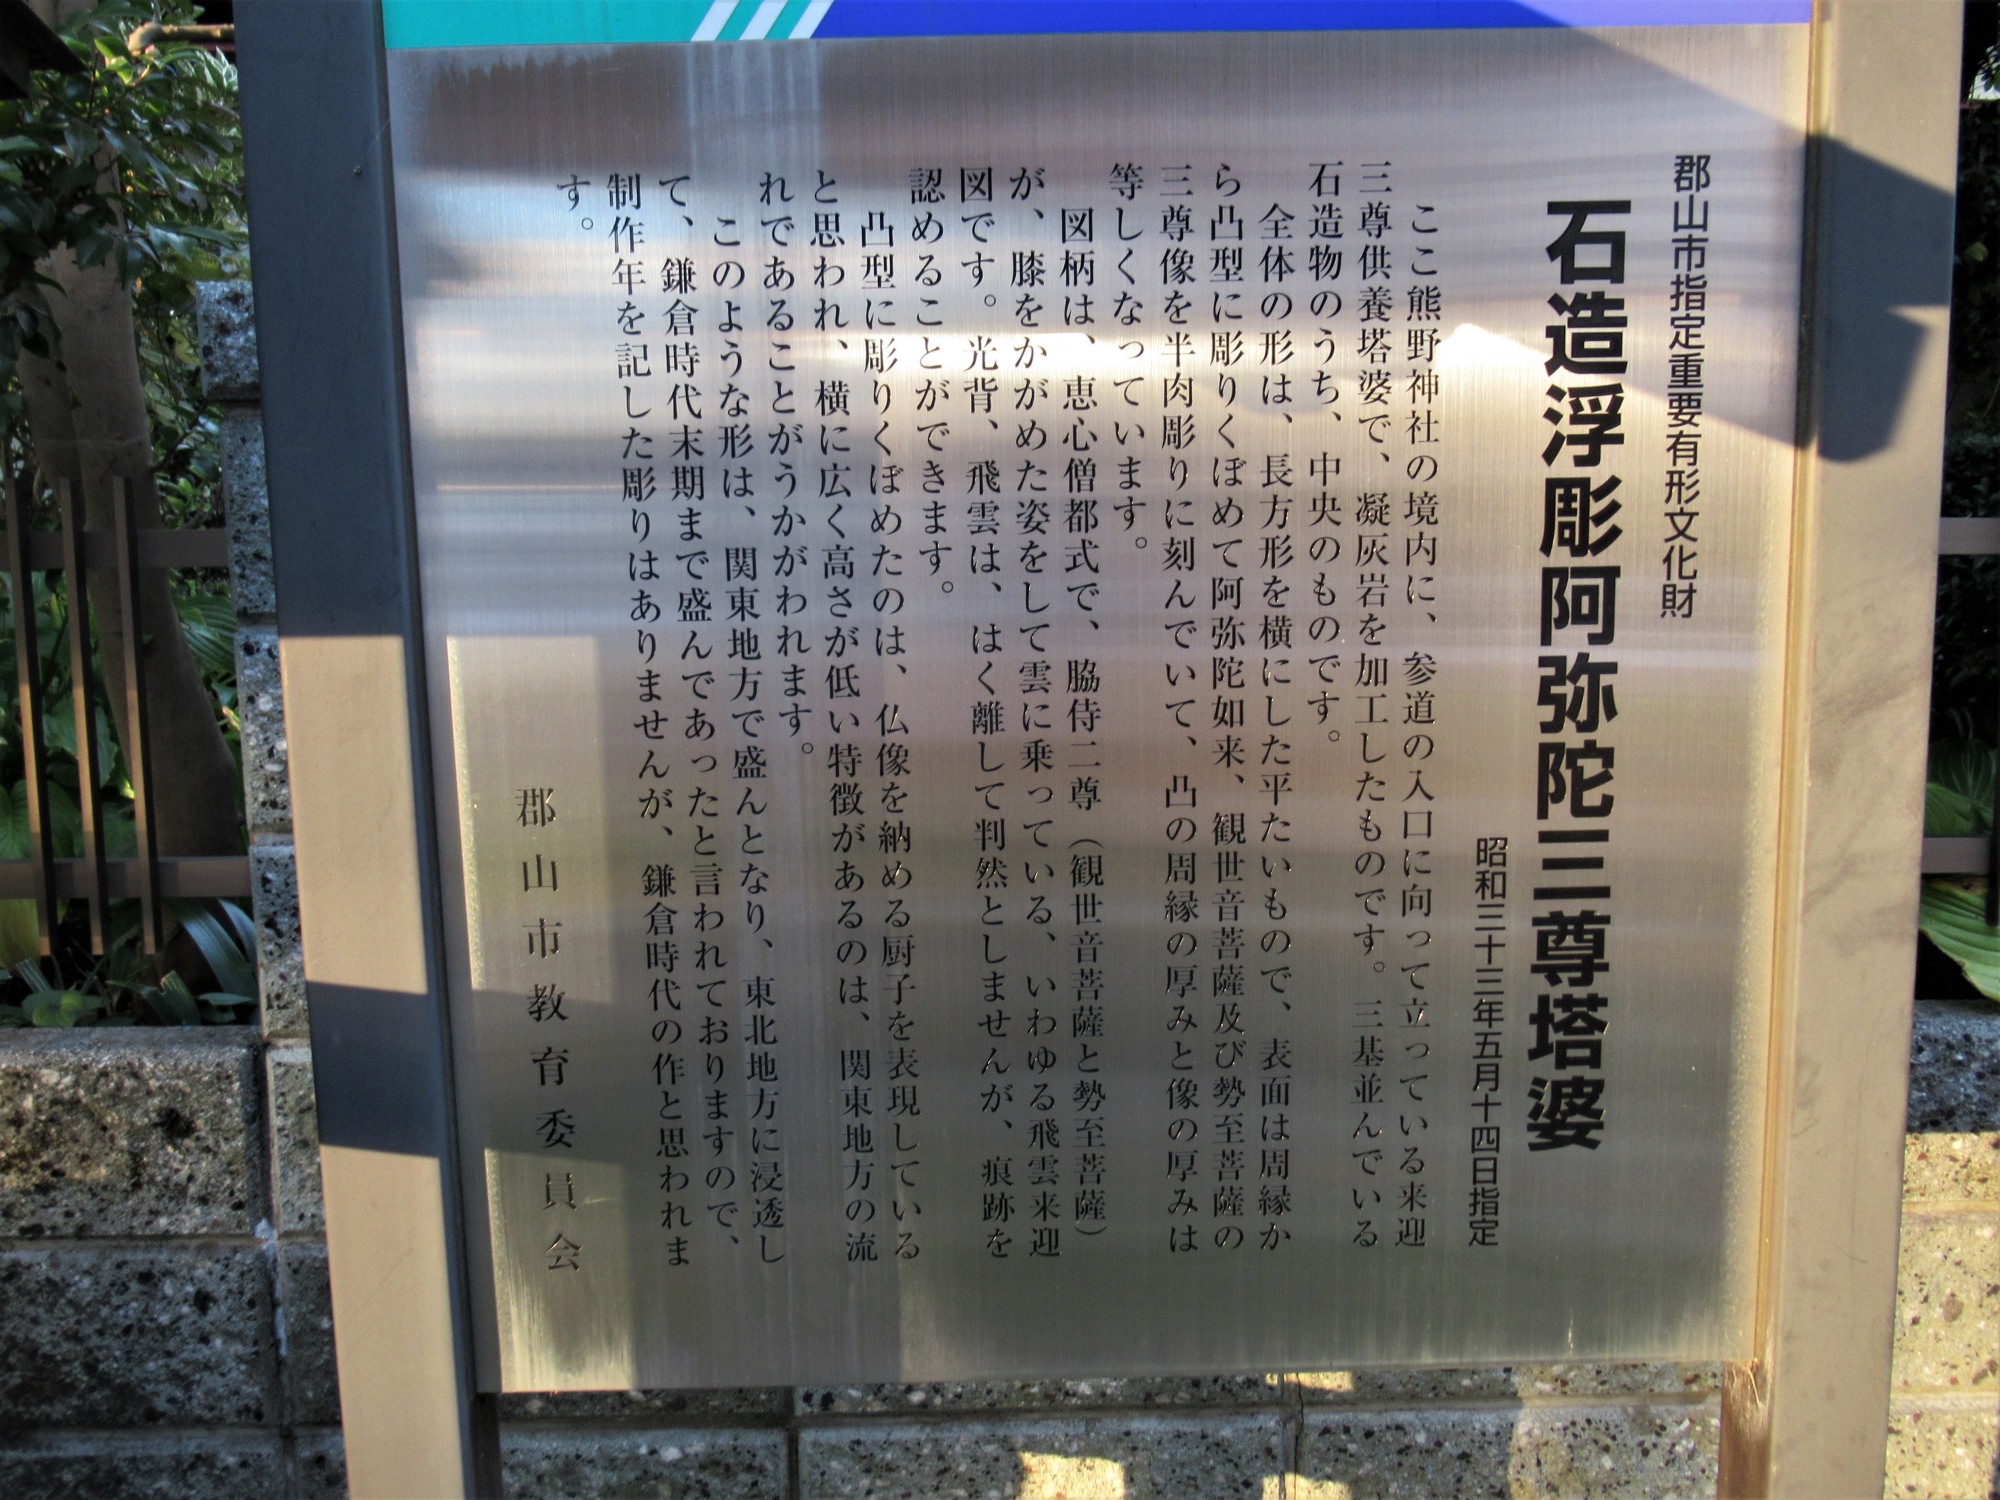 郡山市指定重要有形文化財
石造浮彫阿弥陀三尊塔婆
昭和三十三年五月十四日指定
ここ熊野神社の境内に、参道の入口に向って立っている来迎
三尊供養塔婆で、凝灰岩を加工したものです。三基並んでいる
石造物のうち、中央のものです。
全体の形は、長方形を横にした平たいもので、表面は周縁か
ら凸型に彫りくぼめて阿弥陀如来、観世音菩薩及び勢至菩薩の
三尊像を半肉彫りに刻んでいて、凸の周縁の厚みと像の厚みは
等しくなっています。
図柄は、恵心僧都式で、脇侍二尊（観世音菩薩と勢至菩薩）
が、膝をかがめた姿をして雲に乗っている、いわゆる飛雲来迎
図です。光背、飛雲は、はく離して判然としませんが、痕跡を
認めることができます。
凸型に彫りくぼめたのは、仏像を納める厨子を表現している
と思われ、横に広く高さが低い特徴があるのは、関東地方の流
れであることがうかがわれます。
このような形は、関東地方で盛んとなり、東北地方に浸透し
て、鎌倉時代末期まで盛んであったと言われておりますので、
制作年を記した彫りはありませんが、鎌倉時代の作と思われま
す。
郡山市教育委員会